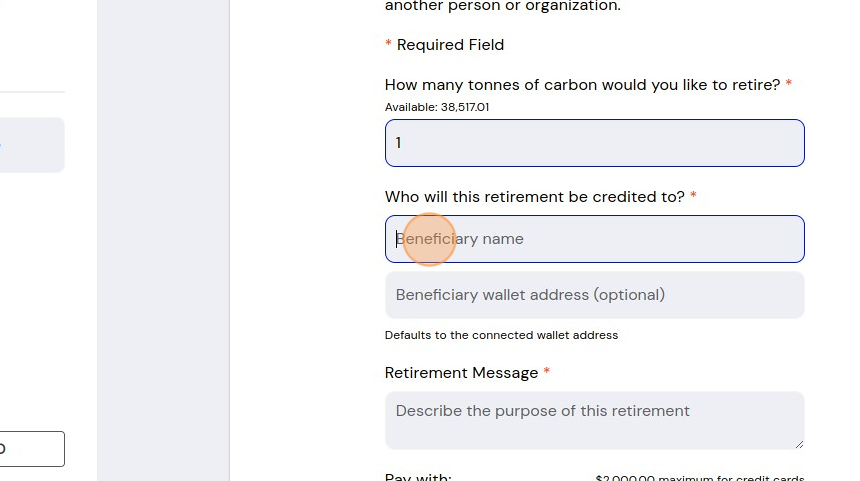 another person or organization.
* Required Field
How many tonnes of carbon would you like to retire? *
Available: 38,517.01
1
Who will this retirement be credited to? *
Beneficiary name
Beneficiary wallet address (optional)
Defaults to the connected wallet address
Retirement Message *
Describe the purpose of this retirement
Pay with:
$2,000.00 maximum for credit cards